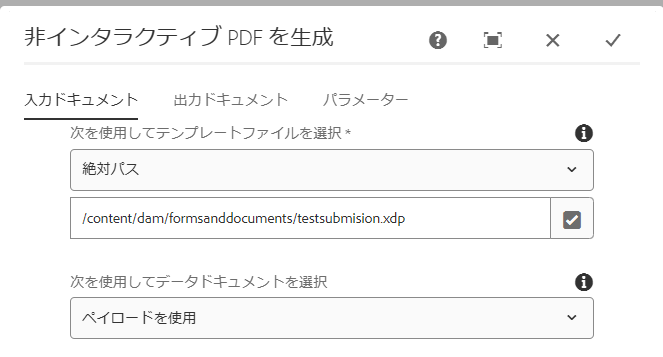 非インタラクティブ PDF を生成
入力ドキュメント 出力ドキュメント パラメーター
次を使用してテンプレートファイルを選択 *
絶対パス
/content/dam/formsanddocuments/testsubmision.xdp
次を使用してデータドキュメントを選択
ペイロードを使用